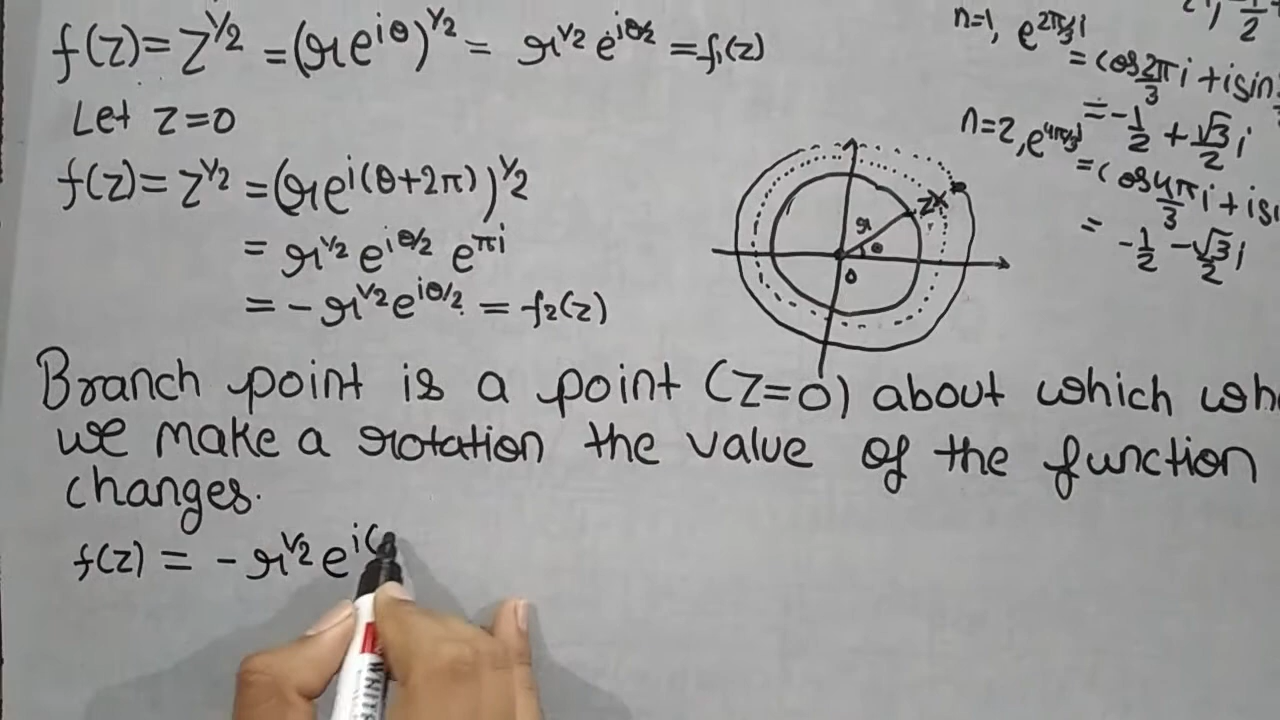 f(z) = z^{1/2} = (re^{iθ})^{1/2} = r^{1/2} e^{iθ/2} = f₁(z)
Let z=0
f(z) = z^{1/2} = (re^{i(θ+2π)})^{1/2}
= r^{1/2} e^{iθ/2} e^{πi}
= -r^{1/2} e^{iθ/2} = f₂(z)
n=1, e^{2π/3 i}
= cos 2π/3 i + i sin
= -1/2 + √3/2 i
n=2, e^{4π/3 i}
= cos 4π/3 i + i
= -1/2 - √3/2 i
z
r
θ
0
Branch point is a point (z=0) about which
we make a rotation the value of the function
changes.
f(z) = -r^{1/2} e^{i(